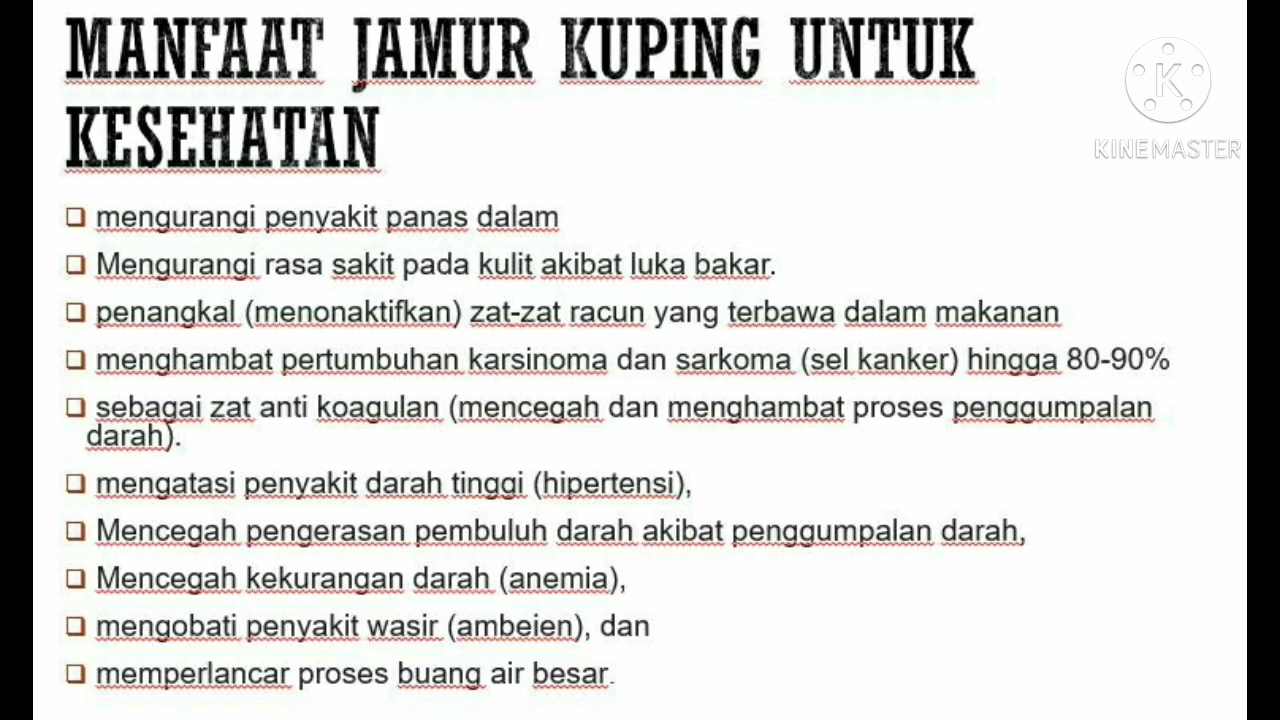 MANFAAT JAMUR KUPING UNTUK
KESEHATAN
K
KINEMASTER
mengurangi penyakit panas dalam
Mengurangi rasa sakit pada kulit akibat luka bakar.
penangkal (menonaktifkan) zat-zat racun yang terbawa dalam makanan
menghambat pertumbuhan karsinoma dan sarkoma (sel kanker) hingga 80-90%
sebagai zat anti koagulan (mencegah dan menghambat proses penggumpalan
darah).
mengatasi penyakit darah tinggi (hipertensi),
Mencegah pengerasan pembuluh darah akibat penggumpalan darah,
Mencegah kekurangan darah (anemia),
mengobati penyakit wasir (ambeien), dan
memperlancar proses buang air besar.